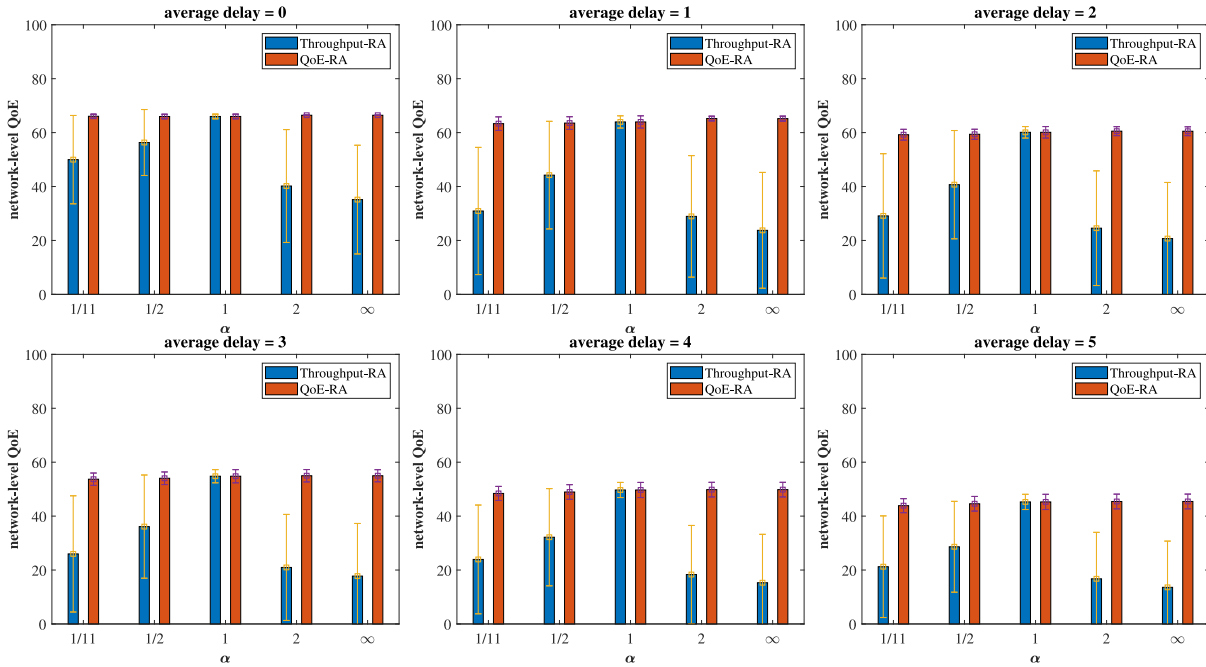 average delay = 0
100
80
60
40
20
0
network-level QoE
Throughput-RA
QoE-RA
1/11 1/2 1 2 ∞
α
average delay = 1
100
80
60
40
20
0
network-level QoE
Throughput-RA
QoE-RA
1/11 1/2 1 2 ∞
α
average delay = 2
100
80
60
40
20
0
network-level QoE
Throughput-RA
QoE-RA
1/11 1/2 1 2 ∞
α
average delay = 3
100
80
60
40
20
0
network-level QoE
Throughput-RA
QoE-RA
1/11 1/2 1 2 ∞
α
average delay = 4
100
80
60
40
20
0
network-level QoE
Throughput-RA
QoE-RA
1/11 1/2 1 2 ∞
α
average delay = 5
100
80
60
40
20
0
network-level QoE
Throughput-RA
QoE-RA
1/11 1/2 1 2 ∞
α